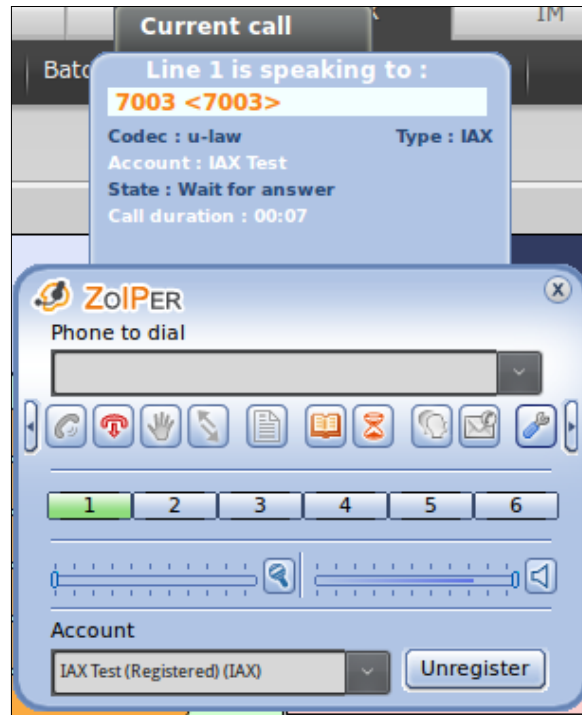 Current call
IM
Line 1 is speaking to :
7003 <7003>
Codec : u-law Type : IAX
Account : IAX Test
State : Wait for answer
Call duration : 00:07
ZOIPER
Phone to dial
1 2 3 4 5 6
Account
IAX Test (Registered) (IAX) Unregister